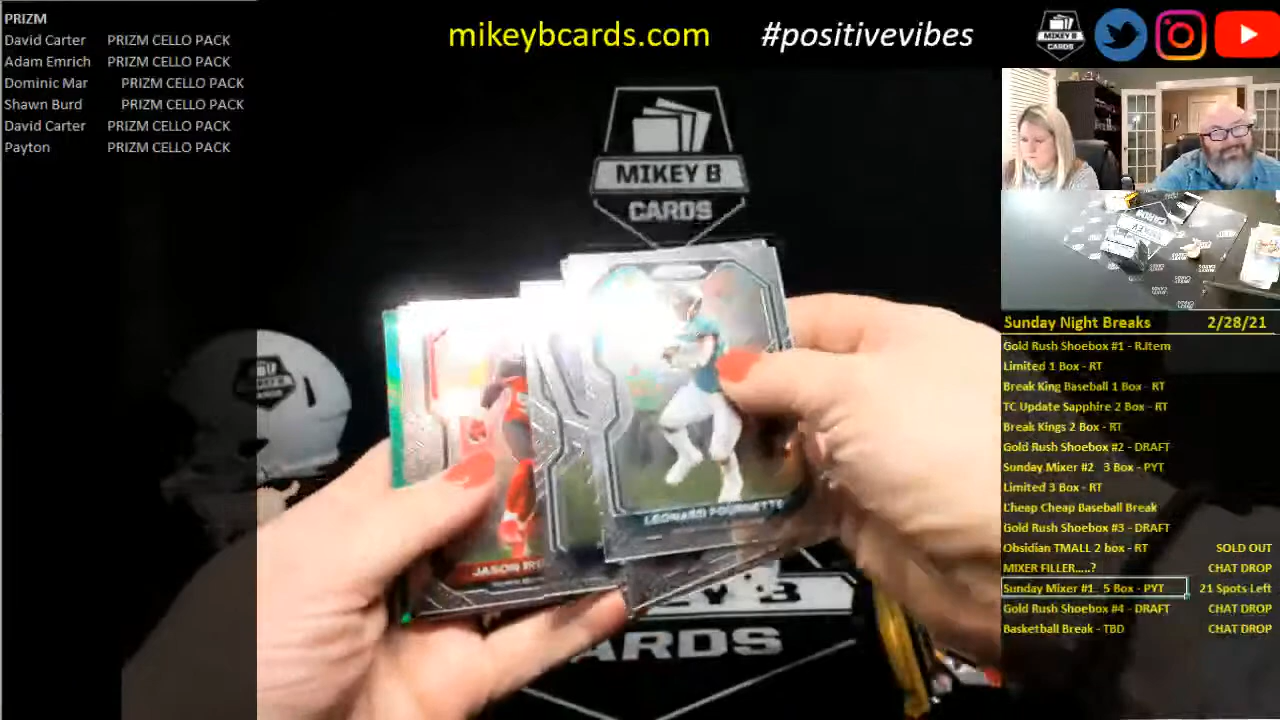 PRIZM
David Carter PRIZM CELLO PACK
Adam Emrich PRIZM CELLO PACK
Dominic Mar PRIZM CELLO PACK
Shawn Burd PRIZM CELLO PACK
David Carter PRIZM CELLO PACK
Payton PRIZM CELLO PACK
mikeybcards.com #positivevibes
MIKEY B
CARDS
MIKEY B
CARDS
LEONARD FOURNETTE
JASON
ARDS
Sunday Night Breaks 2/28/21
Gold Rush Shoebox #1 - R.Item
Limited 1 Box - RT
Break King Baseball 1 Box - RT
TC Update Sapphire 2 Box - RT
Break Kings 2 Box - RT
Gold Rush Shoebox #2 - DRAFT
Sunday Mixer #2 3 Box - PYT
Limited 3 Box - RT
L'heap Cheap Baseball Break
Gold Rush Shoebox #3 - DRAFT
Obsidian TMALL 2 box - RT SOLD OUT
MIXER FILLER.....? CHAT DROP
Sunday Mixer #1 5 Box - PYT 21 Spots Left
Gold Rush Shoebox #4 - DRAFT CHAT DROP
Basketball Break - TBD CHAT DROP